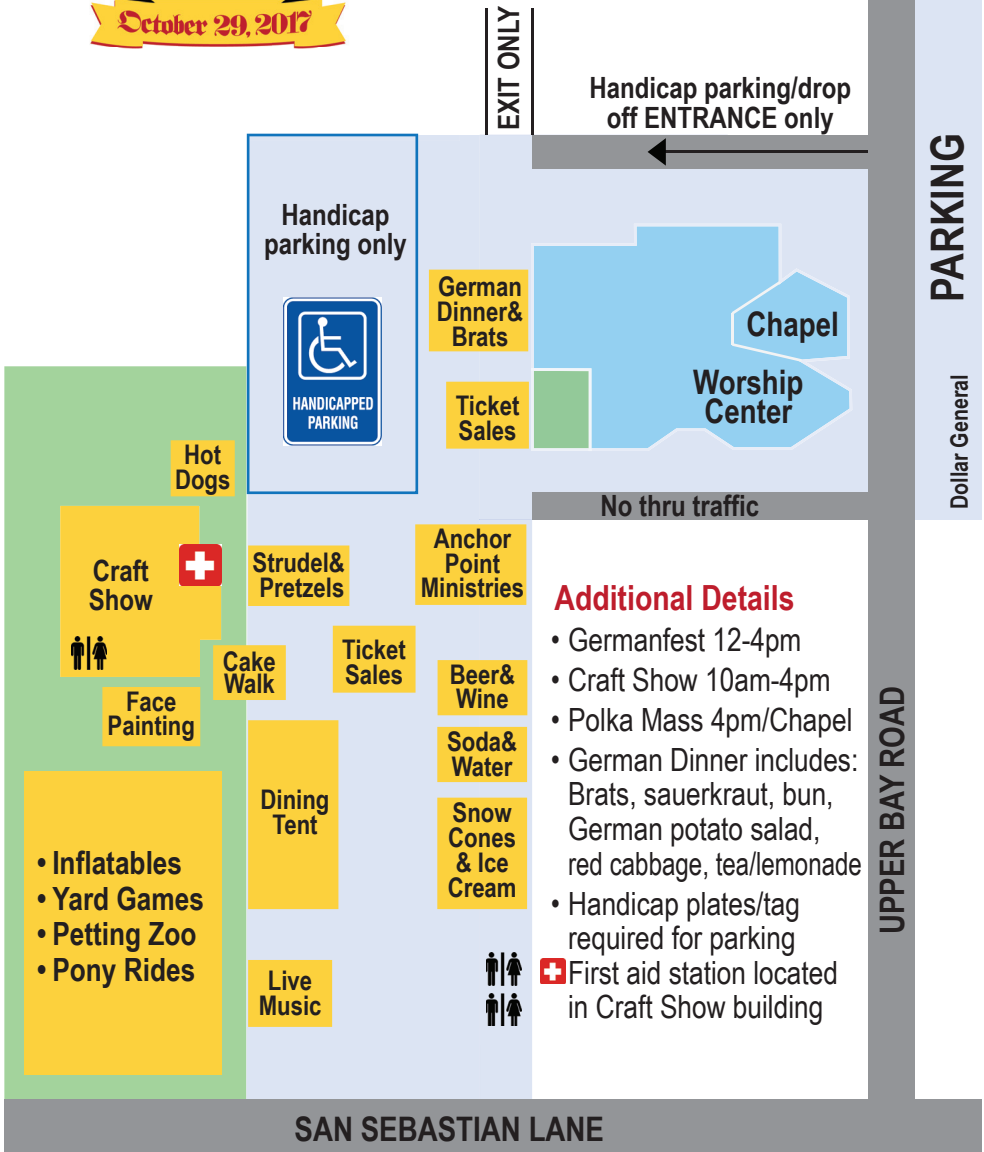 October 29, 2017
EXIT ONLY
Handicap parking/drop
off ENTRANCE only
PARKING
Dollar General
Handicap
parking only
HANDICAPPED
PARKING
German
Dinner&
Brats
Ticket
Sales
Chapel
Worship
Center
No thru traffic
Hot
Dogs
Craft
Show
Strudel&
Pretzels
Anchor
Point
Ministries
Cake
Walk
Ticket
Sales
Face
Painting
Beer&
Wine
Soda&
Water
Dining
Tent
Snow
Cones
& Ice
Cream
• Inflatables
• Yard Games
• Petting Zoo
• Pony Rides
Live
Music
Additional Details
• Germanfest 12-4pm
• Craft Show 10am-4pm
• Polka Mass 4pm/Chapel
• German Dinner includes:
Brats, sauerkraut, bun,
German potato salad,
red cabbage, tea/lemonade
• Handicap plates/tag
required for parking
First aid station located
in Craft Show building
UPPER BAY ROAD
SAN SEBASTIAN LANE